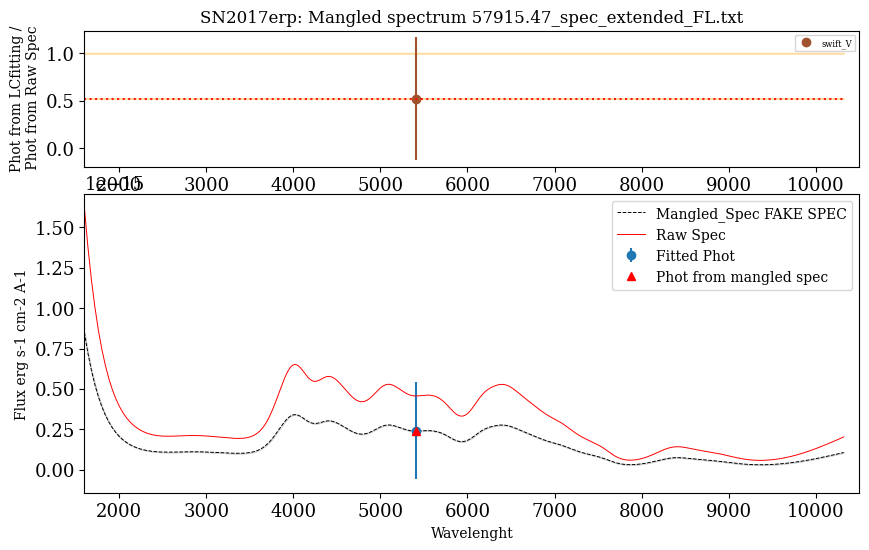 SN2017erp: Mangled spectrum 57915.47_spec_extended_FL.txt
Phot from LCfitting /
Phot from Raw Spec
1.0
0.5
0.0
swift_V
2000 3000 4000 5000 6000 7000 8000 9000 10000
1e−15
Flux erg s-1 cm-2 A-1
1.50
1.25
1.00
0.75
0.50
0.25
0.00
Mangled_Spec FAKE SPEC
Raw Spec
Fitted Phot
Phot from mangled spec
2000 3000 4000 5000 6000 7000 8000 9000 10000
Wavelenght